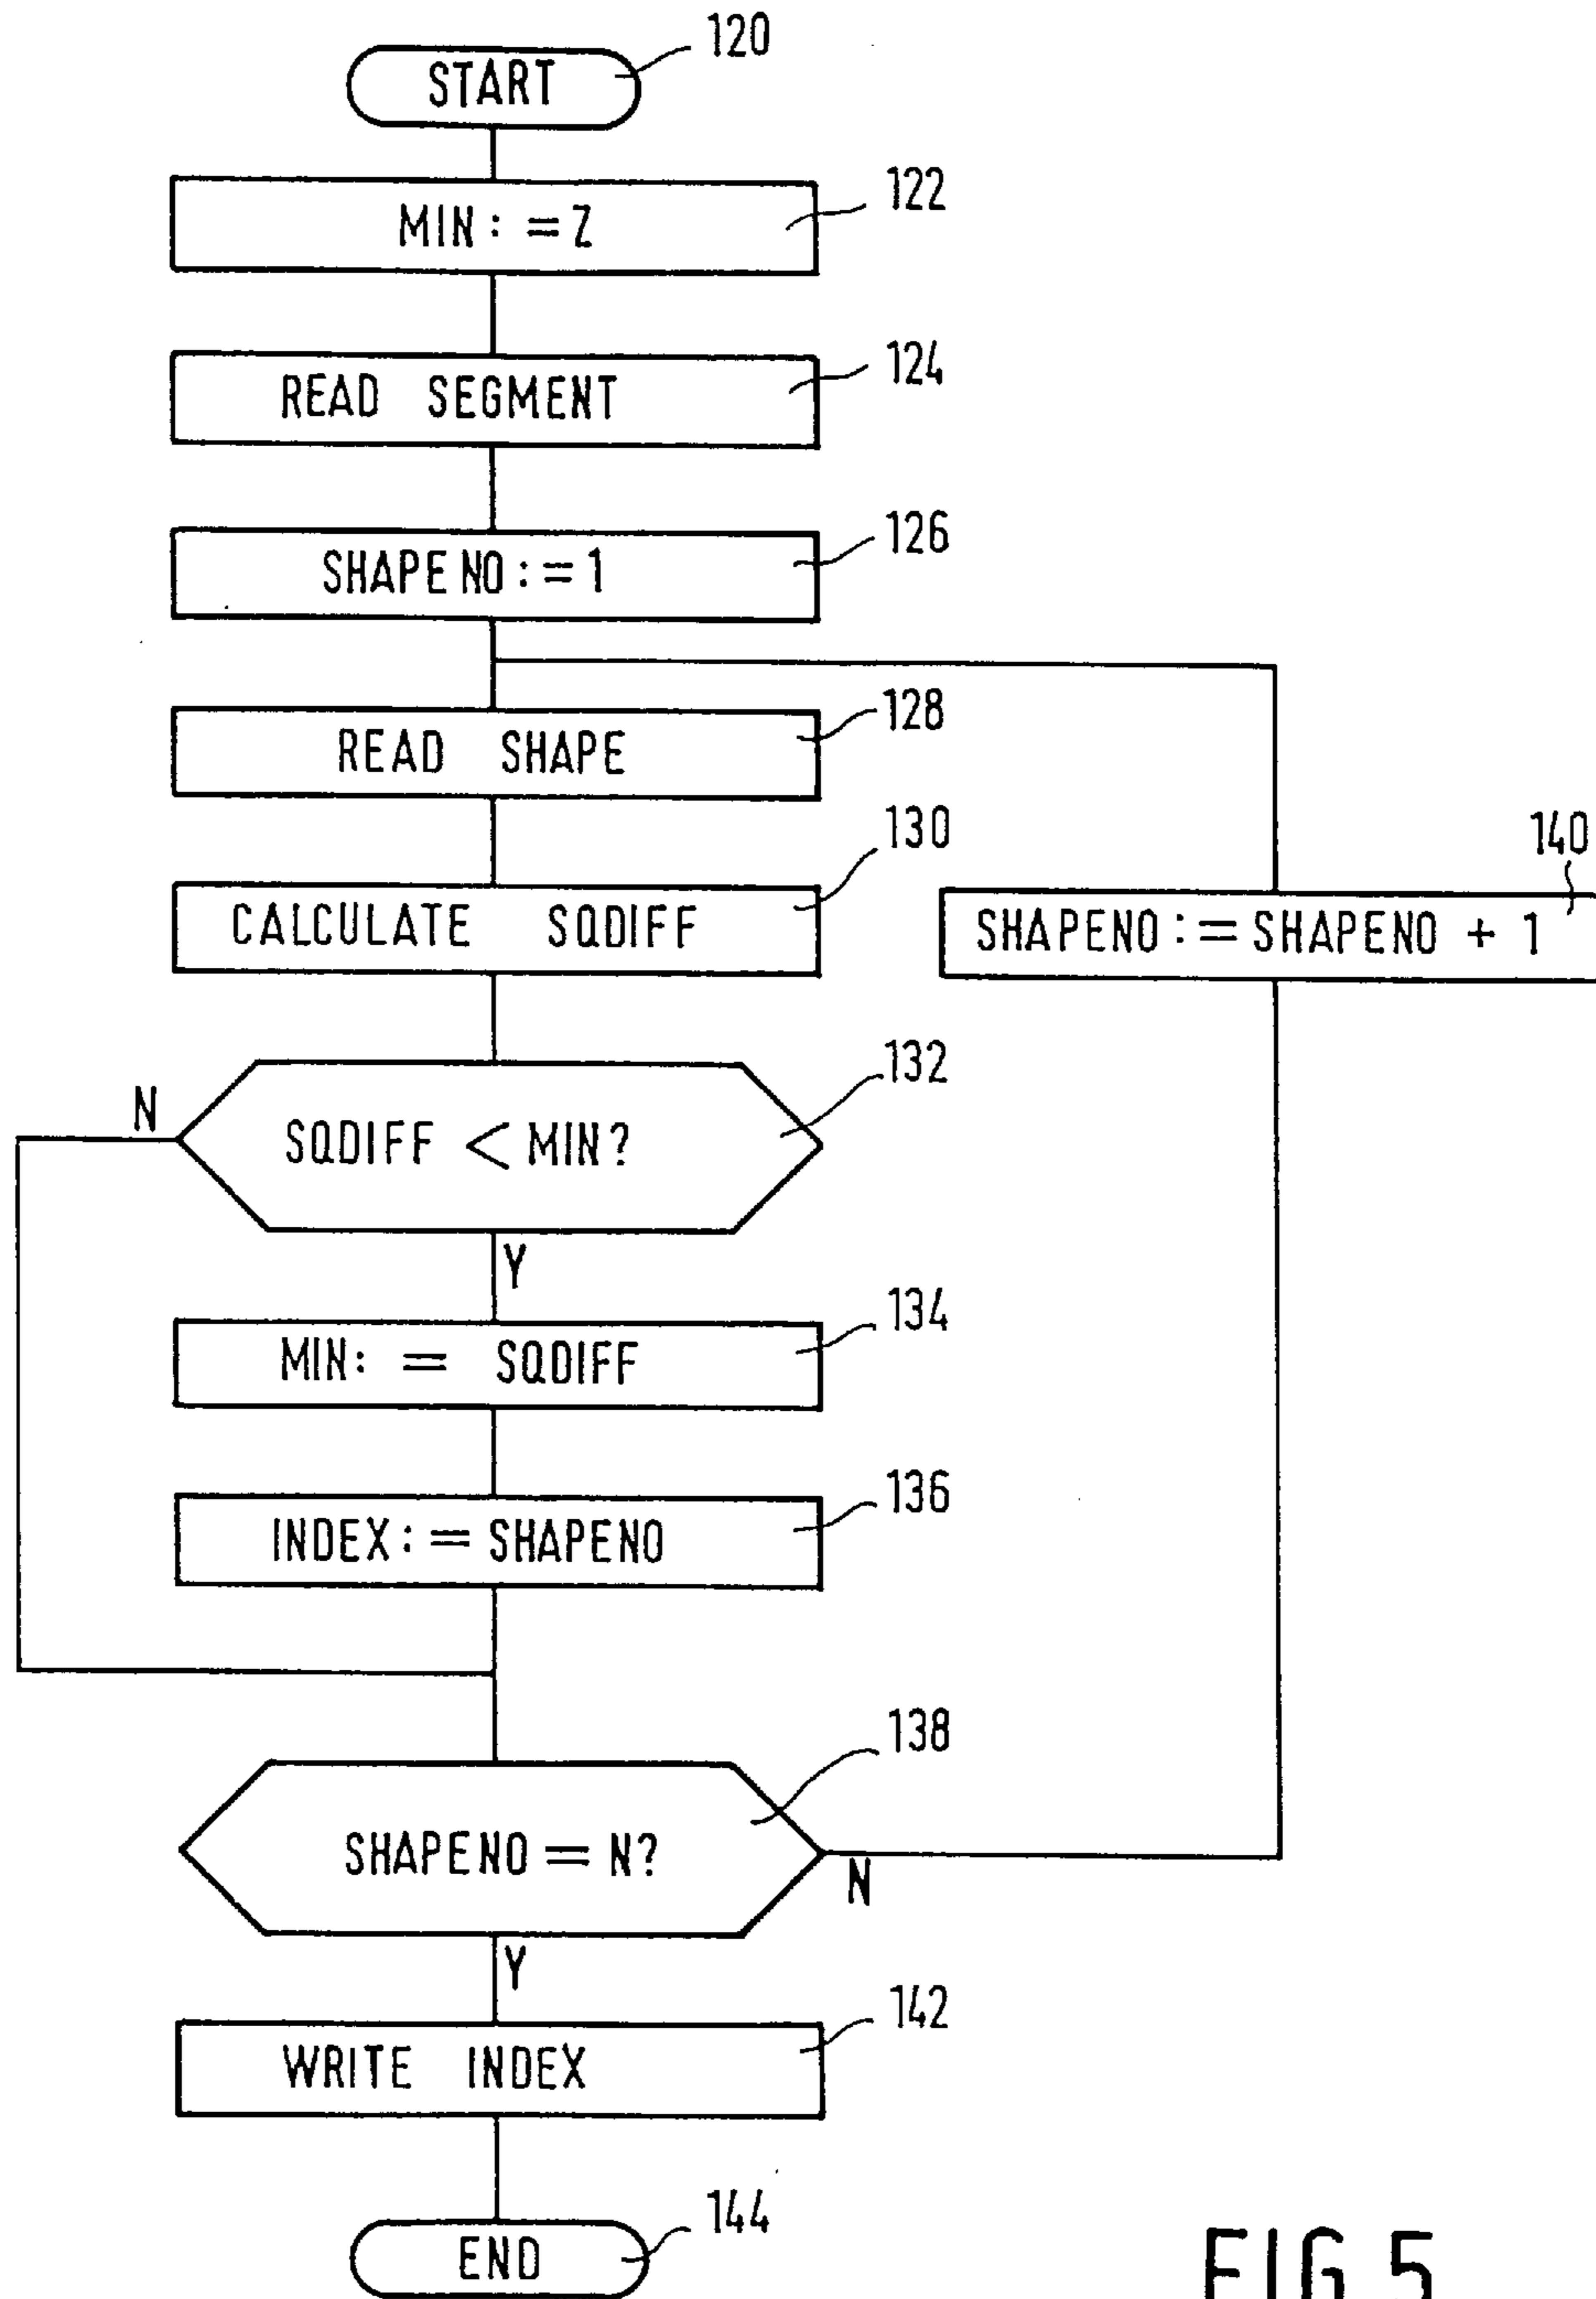 120
START
122
MIN: = Z
124
READ SEGMENT
126
SHAPE NO : = 1
128
READ SHAPE
130
CALCULATE SQDIFF
140
SHAPENO : = SHAPENO + 1
132
N
SQDIFF < MIN?
Y
134
MIN: = SQDIFF
136
INDEX : = SHAPENO
138
SHAPENO = N?
N
Y
142
WRITE INDEX
144
END
FIG.5